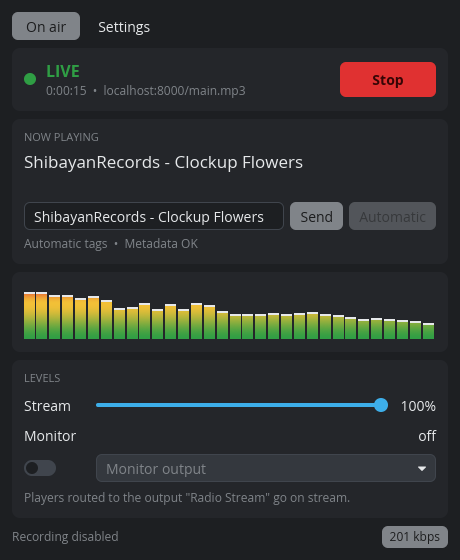 On air Settings
LIVE
0:00:15 • localhost:8000/main.mp3
Stop
NOW PLAYING
ShibayanRecords - Clockup Flowers
ShibayanRecords - Clockup Flowers Send Automatic
Automatic tags • Metadata OK
LEVELS
Stream 100%
Monitor off
Monitor output
Players routed to the output "Radio Stream" go on stream.
Recording disabled 201 kbps